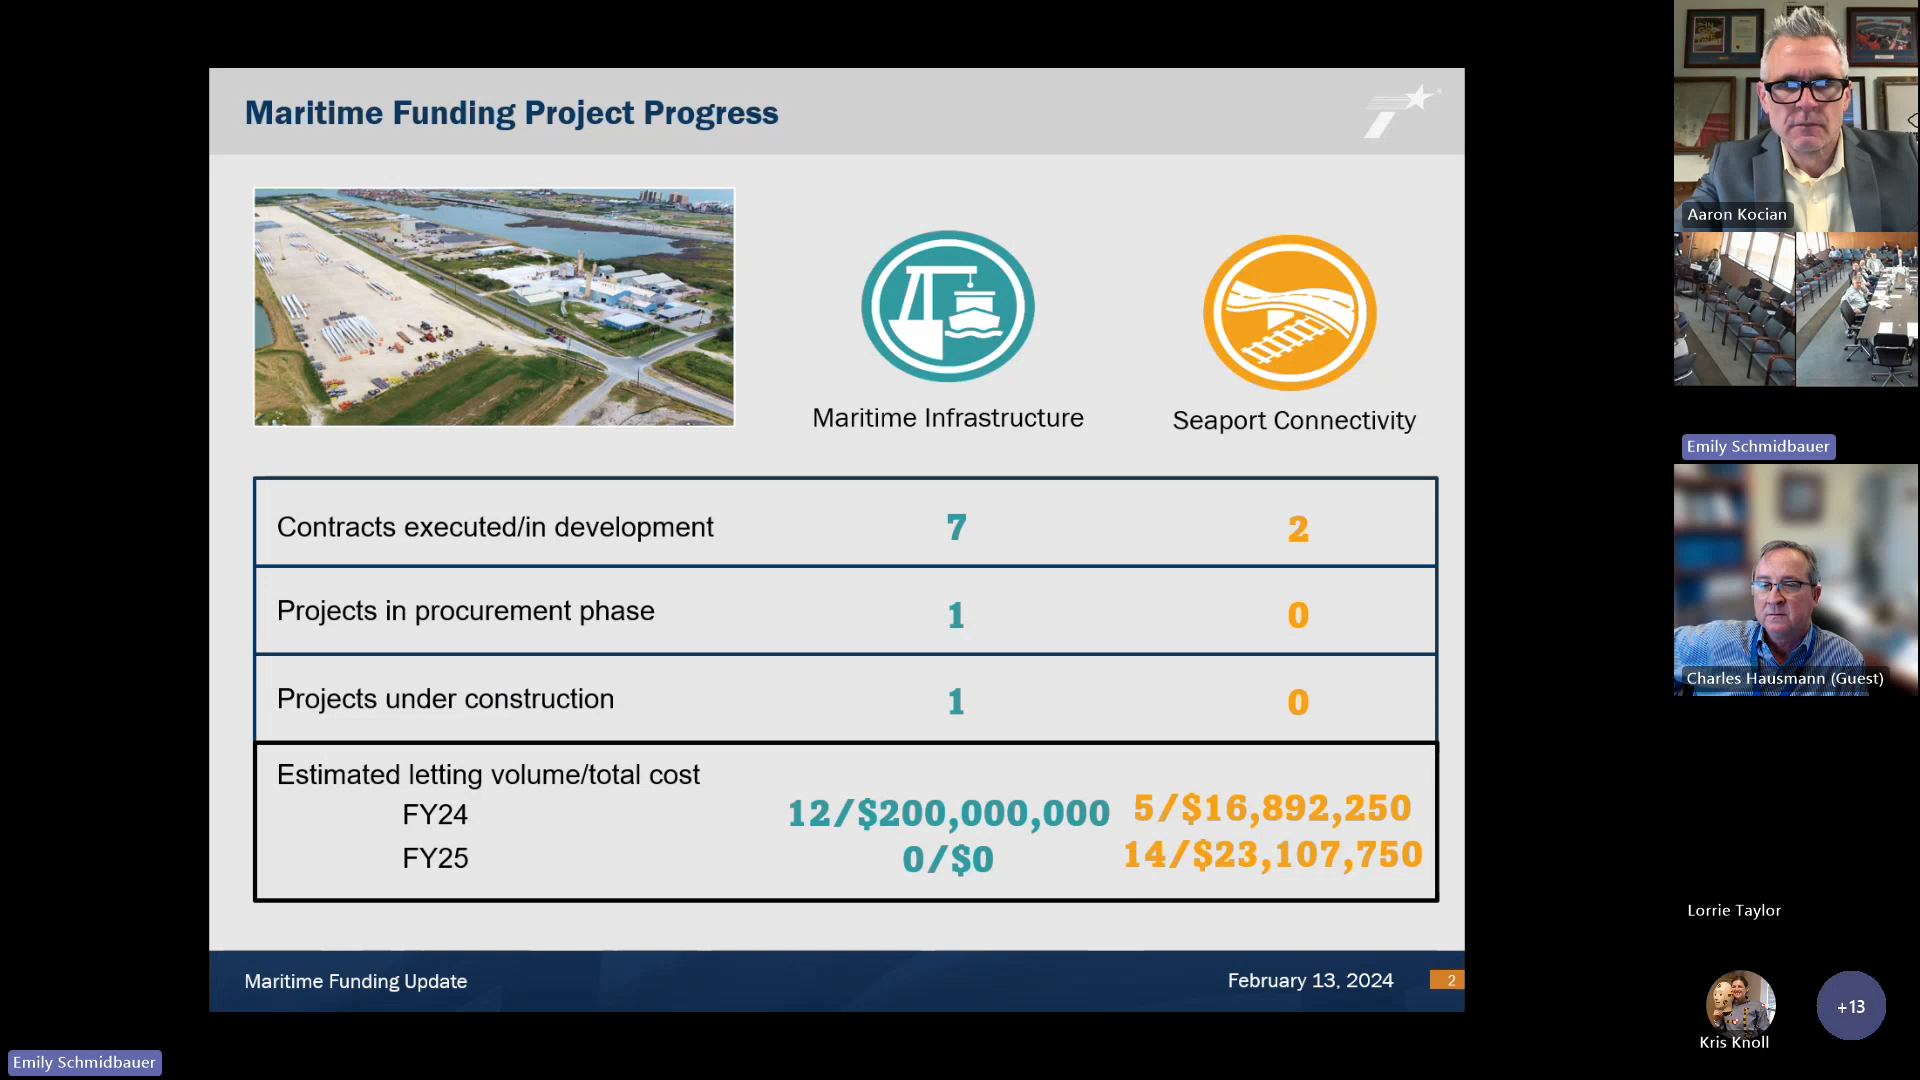 Maritime Funding Project Progress
Maritime Infrastructure
Seaport Connectivity
Contracts executed/in development 7 2
Projects in procurement phase 1 0
Projects under construction 1 0
Estimated letting volume/total cost
FY24 12/$200,000,000 5/$16,892,250
FY25 0/$0 14/$23,107,750
Maritime Funding Update February 13, 2024 2
Aaron Kocian
Emily Schmidbauer
Charles Hausmann (Guest)
Lorrie Taylor
Kris Knoll
+13
Emily Schmidbauer